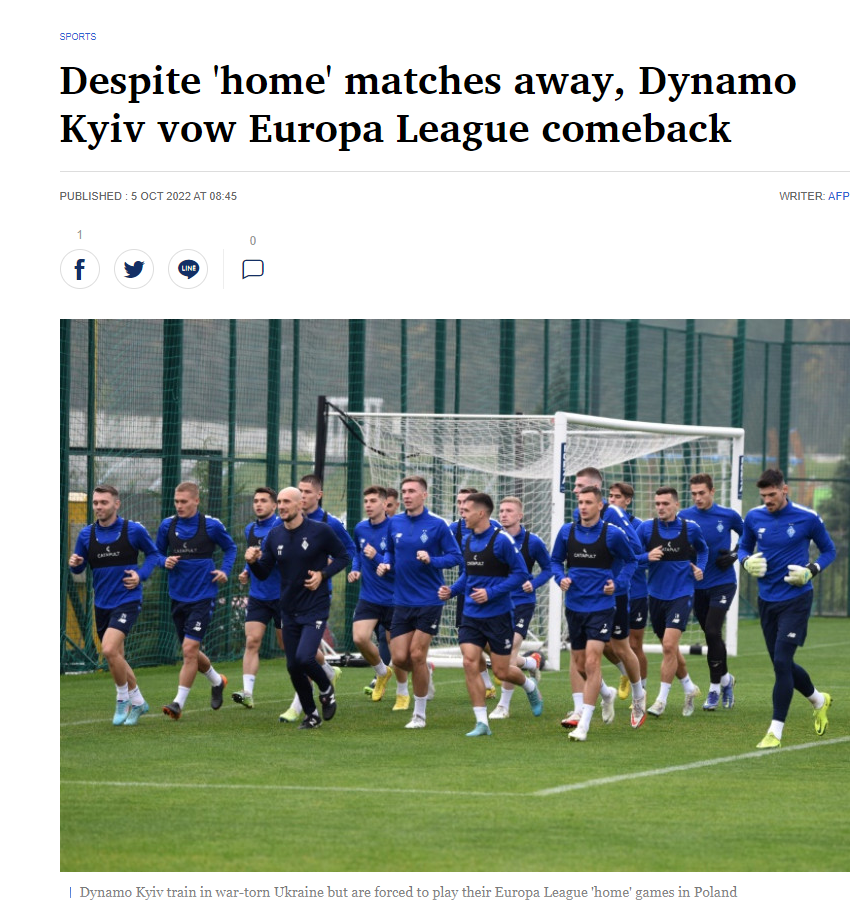 SPORTS
Despite 'home' matches away, Dynamo
Kyiv vow Europa League comeback
PUBLISHED : 5 OCT 2022 AT 08:45
WRITER: AFP
1
0
LINE
CATAPULT
CATAPULT
CATAPULT
CATAPULT
CATAPULT
Dynamo Kyiv train in war-torn Ukraine but are forced to play their Europa League 'home' games in Poland